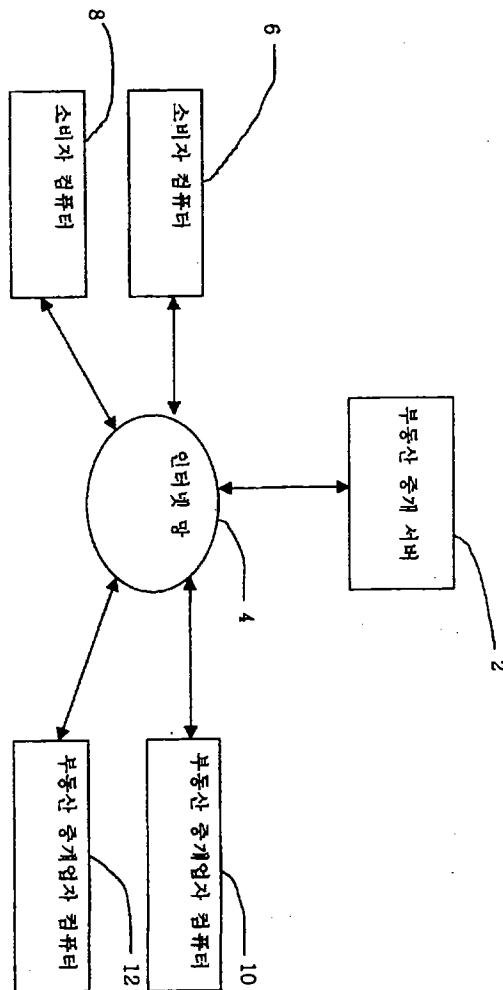 부동산 중개 서버
2
인터넷 망
4
소비자 컴퓨터
6
소비자 컴퓨터
8
부동산 중개업자 컴퓨터
10
부동산 중개업자 컴퓨터
12